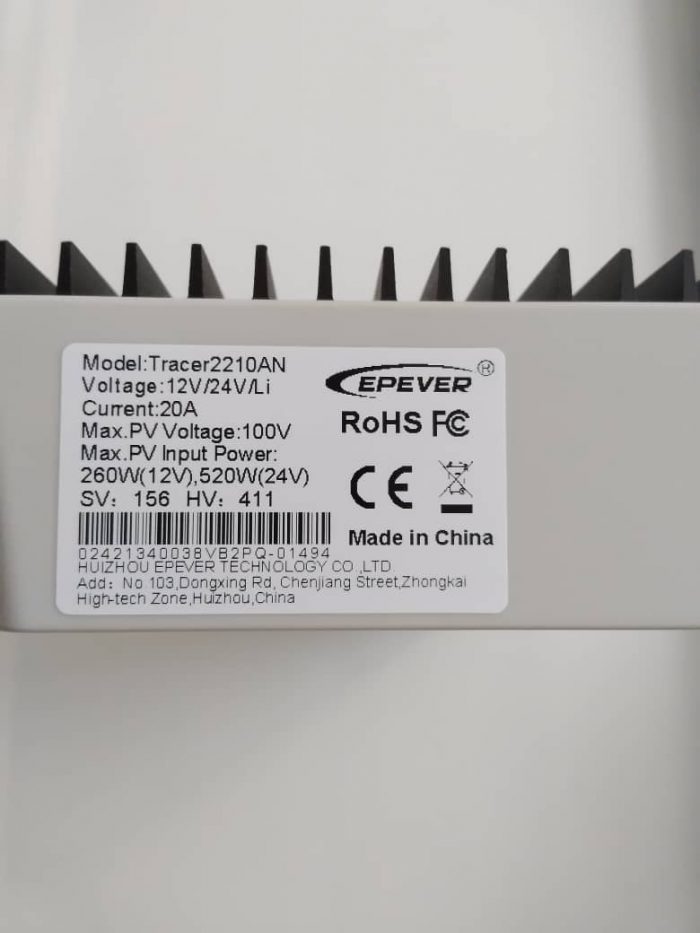 Model:Tracer2210AN
Voltage:12V/24V/Li
Current:20A
Max.PV Voltage:100V
Max.PV Input Power:
260W(12V),520W(24V)
SV: 156 HV: 411
02421340038VB2PQ-01494
HUIZHOU EPEVER TECHNOLOGY CO.,LTD.
Add: No.103,Dongxing Rd, Chenjiang Street,Zhongkai
High-tech Zone,Huizhou,China
EPEVER®
RoHS FC
CE
Made in China